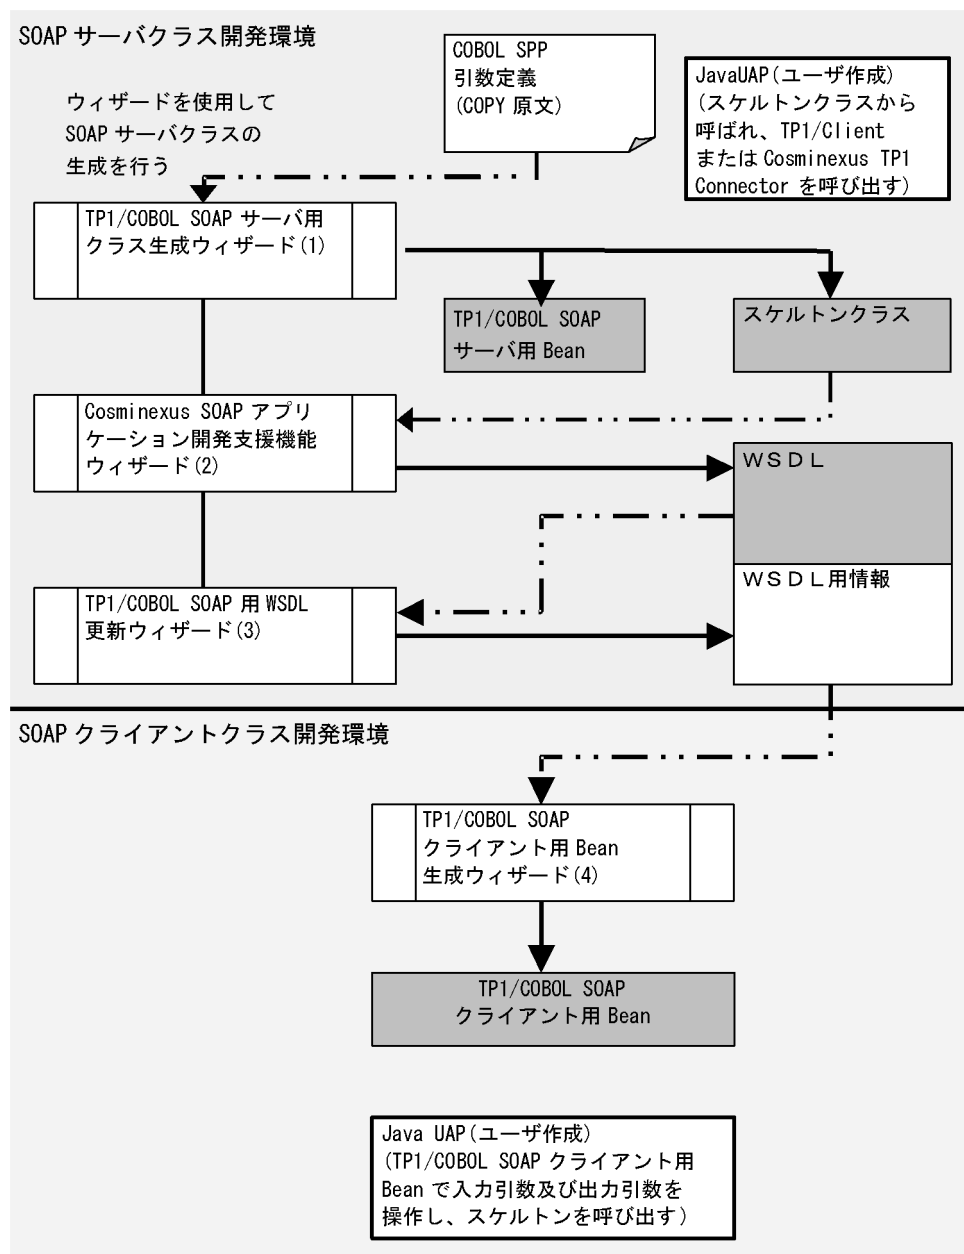 SOAP サーバクラス開発環境
COBOL SPP
引数定義
(COPY 原文)
JavaUAP(ユーザ作成)
(スケルトンクラスから
呼ばれ、TP1/Client
または Cosminexus TP1
Connector を呼び出す)
ウィザードを使用して
SOAP サーバクラスの
生成を行う
TP1/COBOL SOAP サーバ用
クラス生成ウィザード(1)
TP1/COBOL SOAP
サーバ用 Bean
スケルトンクラス
Cosminexus SOAP アプリ
ケーション開発支援機能
ウィザード(2)
WSDL
WSDL用情報
TP1/COBOL SOAP 用 WSDL
更新ウィザード(3)
SOAP クライアントクラス開発環境
TP1/COBOL SOAP
クライアント用 Bean
生成ウィザード(4)
TP1/COBOL SOAP
クライアント用 Bean
Java UAP(ユーザ作成)
(TP1/COBOL SOAP クライアント用
Bean で入力引数及び出力引数を
操作し、スケルトンを呼び出す)